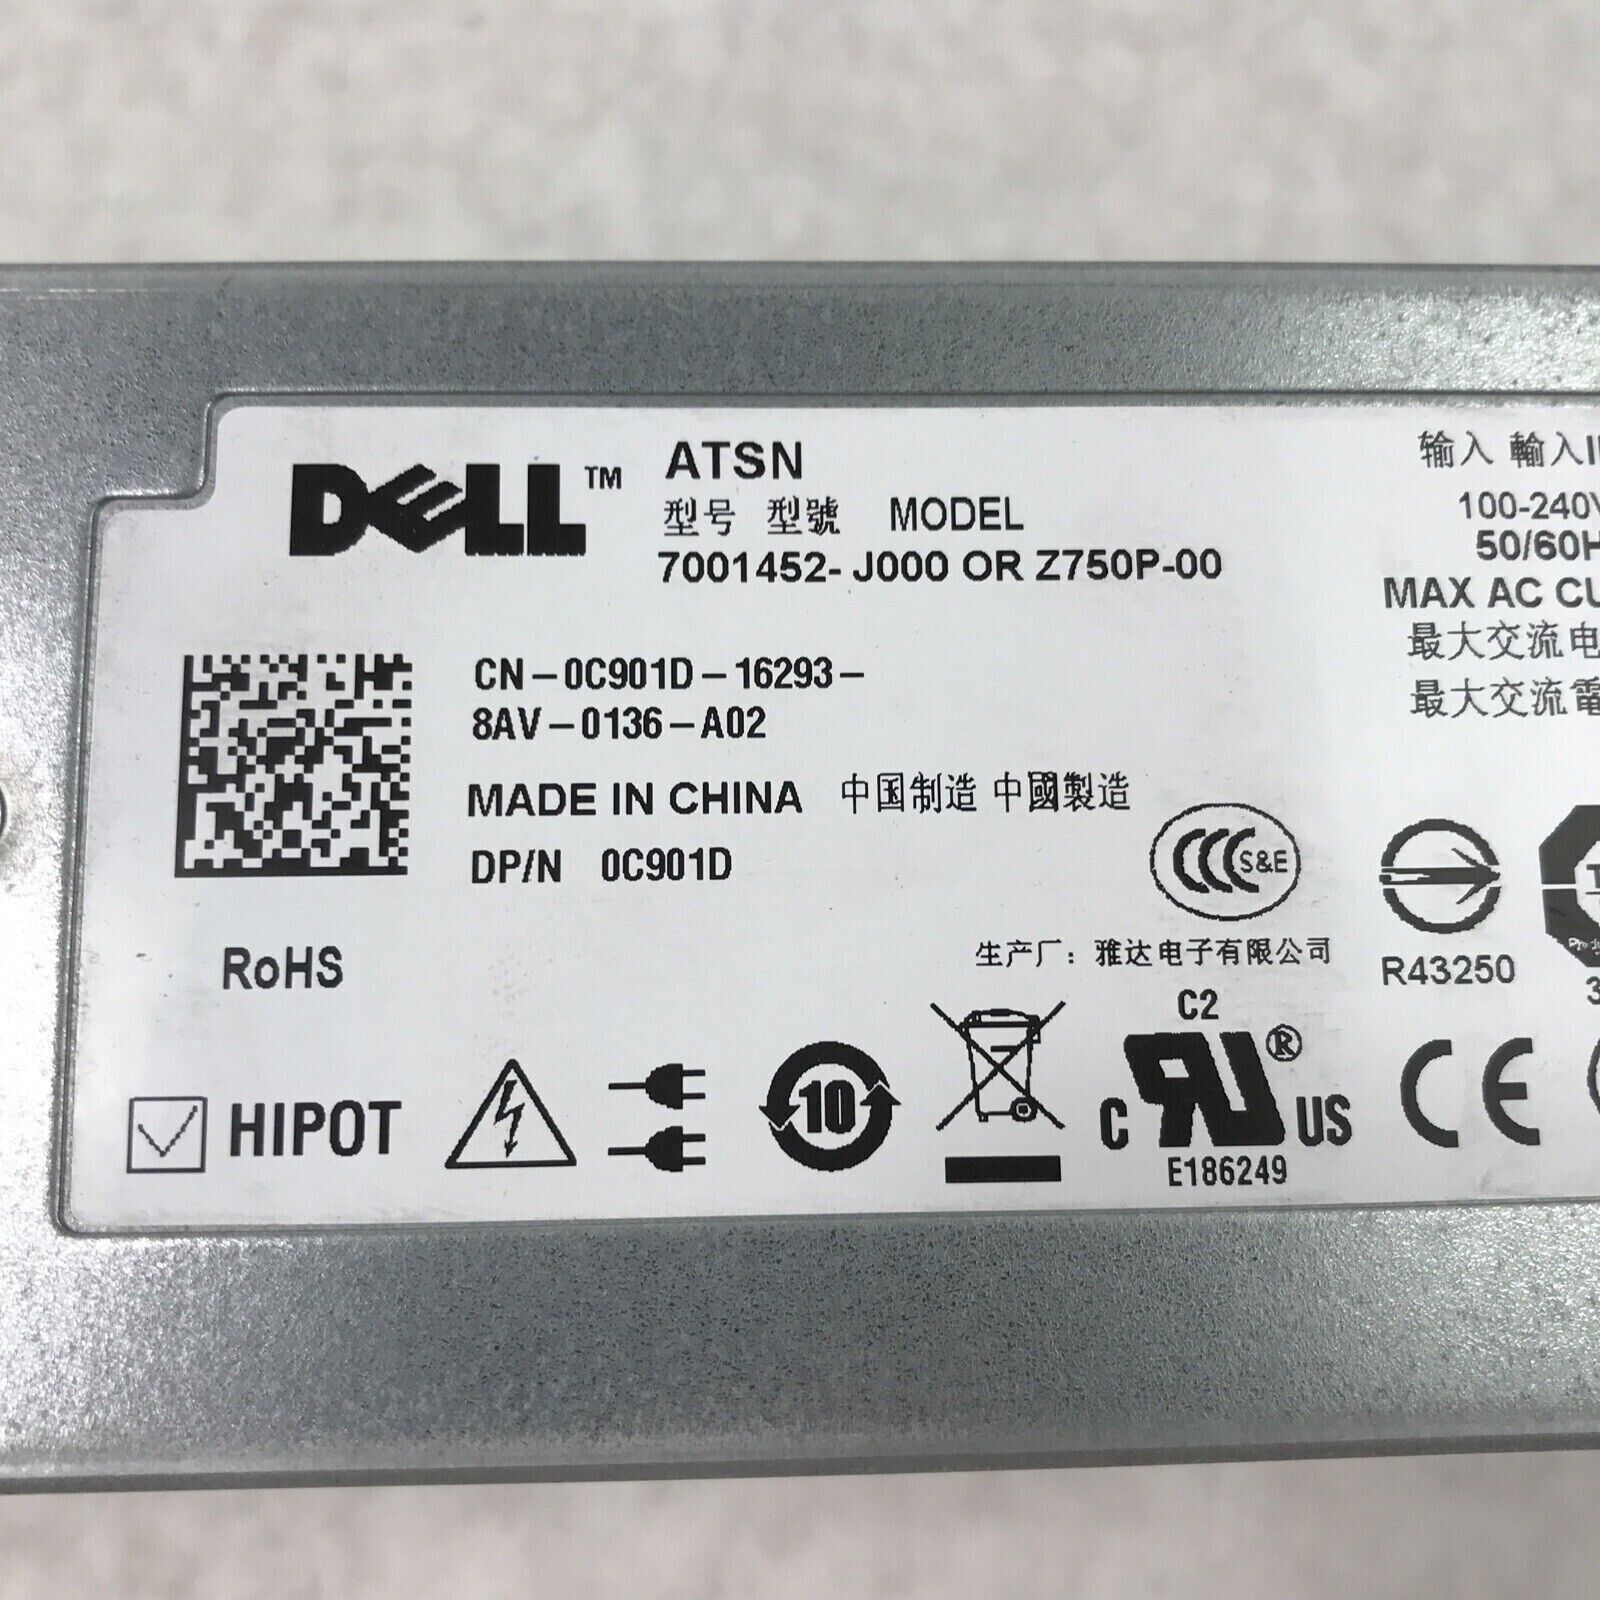 DELL™
ATSN
型号 型號 MODEL
7001452- J000 OR Z750P-00
CN-0C901D-16293-
8AV-0136-A02
MADE IN CHINA 中国制造 中國製造
DP/N 0C901D
RoHS
HIPOT
10
S&E
生产厂：雅达电子有限公司
C2
C UL® US
E186249
输入 輸入
100-240V
50/60H
MAX AC
最大交流电
最大交流電
R43250
CE